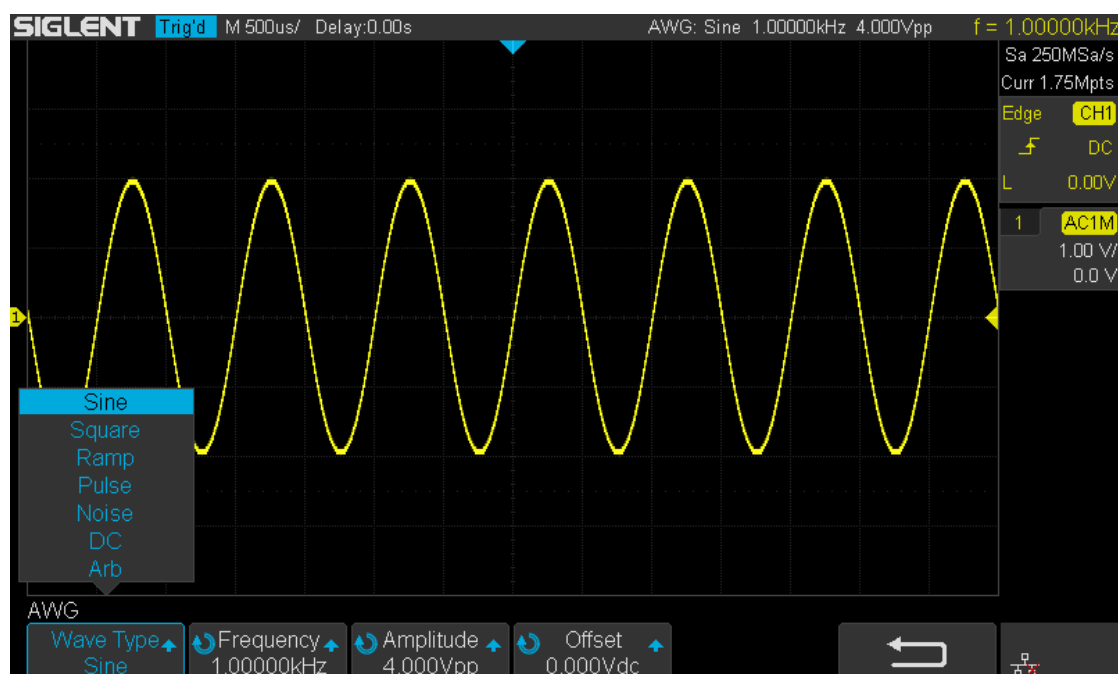 SIGLENT Trig'd M 500us/ Delay:0.00s AWG: Sine 1.00000kHz 4.000Vpp f = 1.00000kHz
Sa 250MSa/s
Curr 1.75Mpts
Edge CH1
DC
L 0.00V
1 AC1M
1.00 V/
0.0 V
1
Sine
Square
Ramp
Pulse
Noise
DC
Arb
AWG
Wave Type Frequency Amplitude Offset
Sine 1.00000kHz 4.000Vpp 0.000Vdc